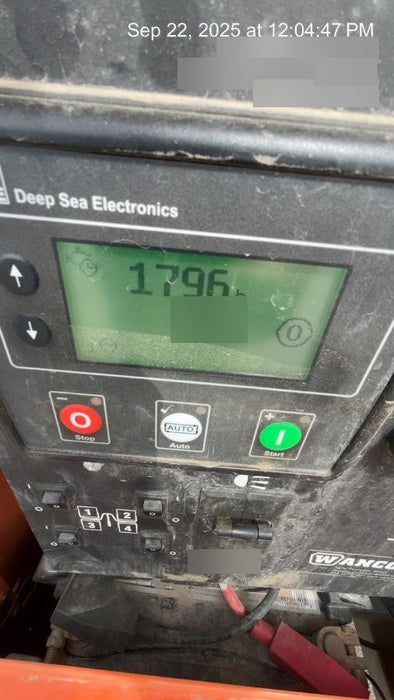 Sep 22, 2025 at 12:04:47 PM
Deep Sea Electronics
1796 h
0
Stop
AUTO
Auto
Start
1 2
3 4
WANCO